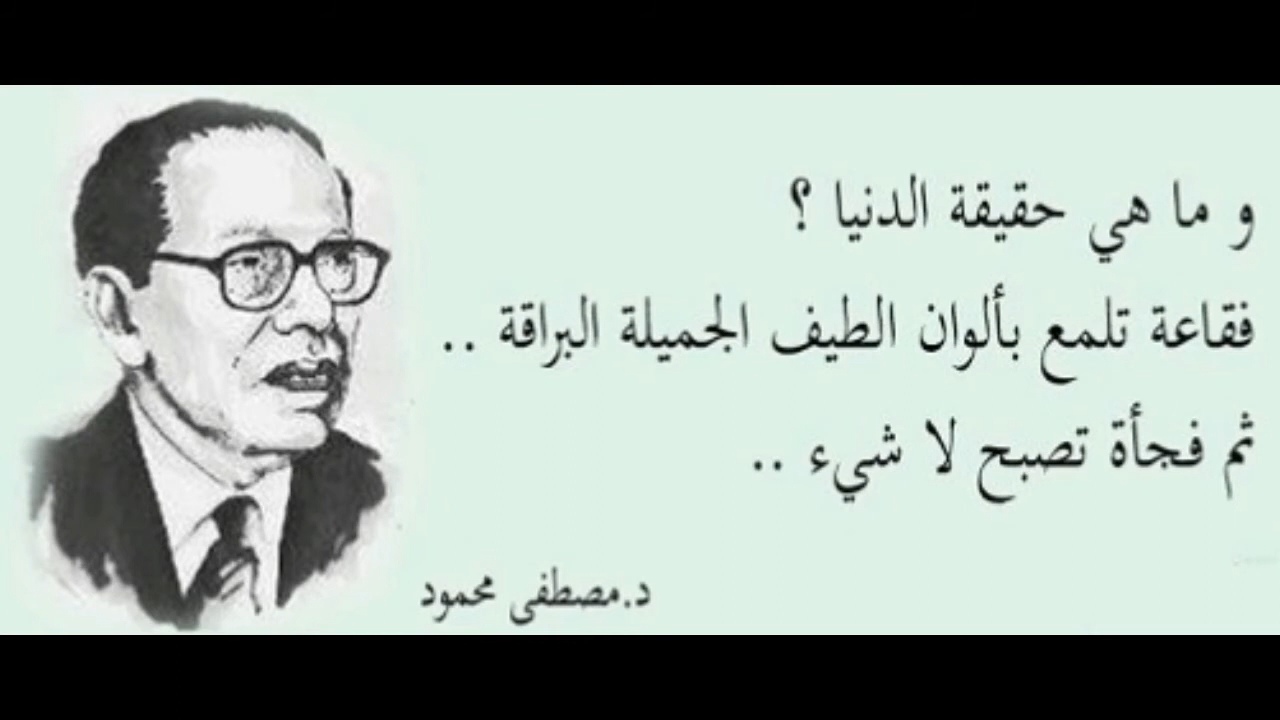 و ما هي حقيقة الدنيا ؟
فقاعة تلمع بألوان الطيف الجميلة البراقة ..
ثم فجأة تصبح لا شيء ..
د.مصطفى محمود